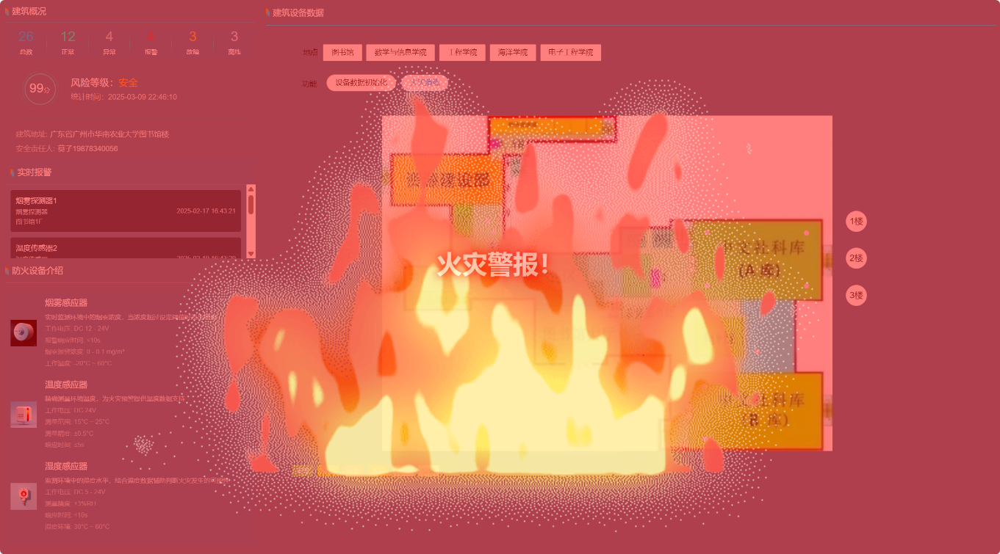 建筑概况
26 12 4 4 3 3
总数 正常 异常 报警 故障 离线
99分
风险等级：安全
统计时间：2025-03-09 22:46:10
建筑地址: 广东省广州市华南农业大学图书馆楼
安全责任人: 莫子19878340056
实时报警
烟雾探测器1
烟雾探测器 2025-02-17 16:43:21
图书馆1F
温度传感器2
防火设备介绍
烟雾感应器
实时监测环境中的烟雾浓度，当浓度超过设定阈值时
工作电压: DC 12 - 24V
报警响应时间: <10s
烟雾报警浓度: 0 - 0.1 mg/m³
工作温度: -20°C ~ 60°C
温度感应器
精确测量环境温度，为火灾预警提供温度数据支持
工作电压: DC 24V
测量范围: 15°C ~ 25°C
测量精度: ±0.5°C
响应时间: ≤5s
湿度感应器
监测环境中的湿度水平，结合温度数据辅助判断火灾发生的可能性
工作电压: DC 5 - 24V
测量精度: ±3%RH
响应时间: <10s
湿度环境: 30°C ~ 60°C
建筑设备数据
地点 图书馆 数学与信息学院 工程学院 海洋学院 电子工程学院
功能 设备数据初始化
火灾警报！
中文社科库
(A 库)
社科库
1楼
2楼
3楼